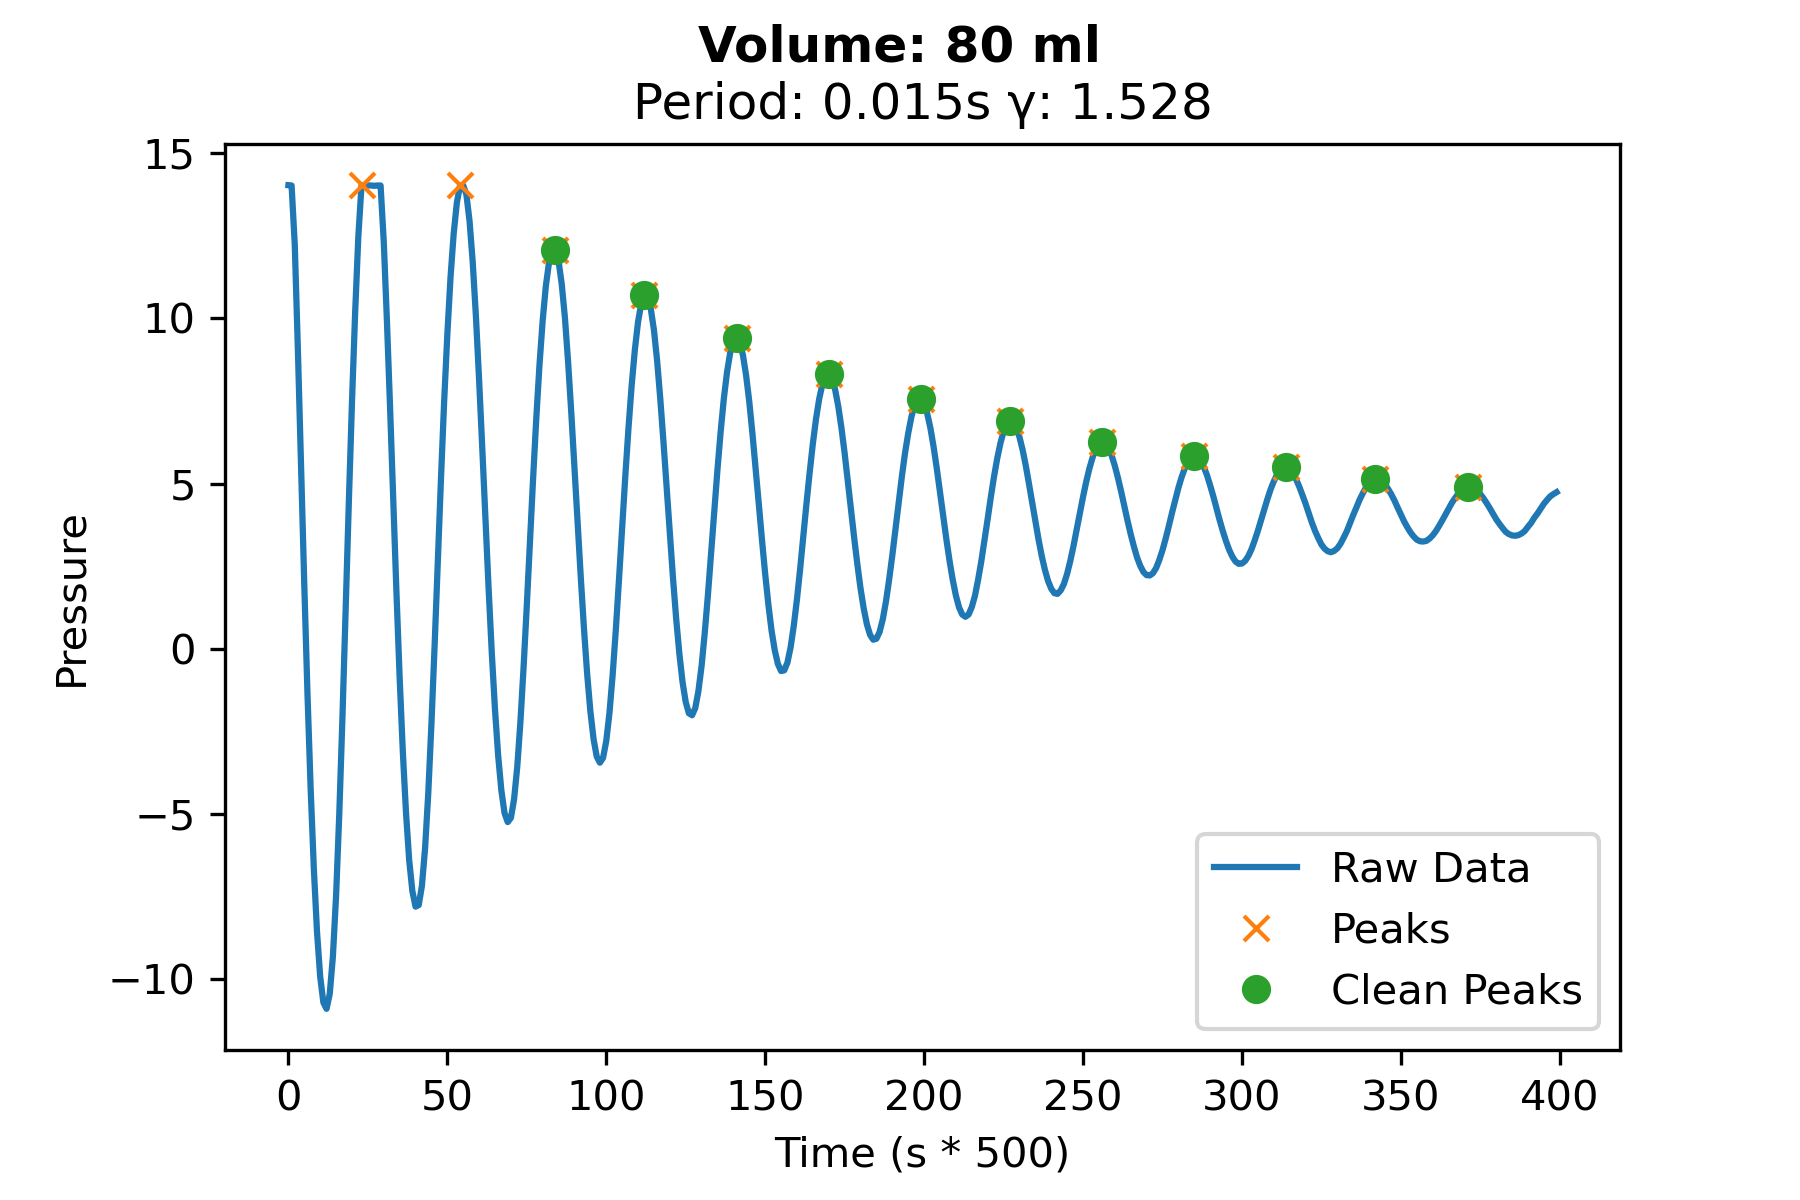 Volume: 80 ml
Period: 0.015s γ: 1.528
15
10
5
0
−5
−10
Pressure
0 50 100 150 200 250 300 350 400
Time (s * 500)
Raw Data
Peaks
Clean Peaks